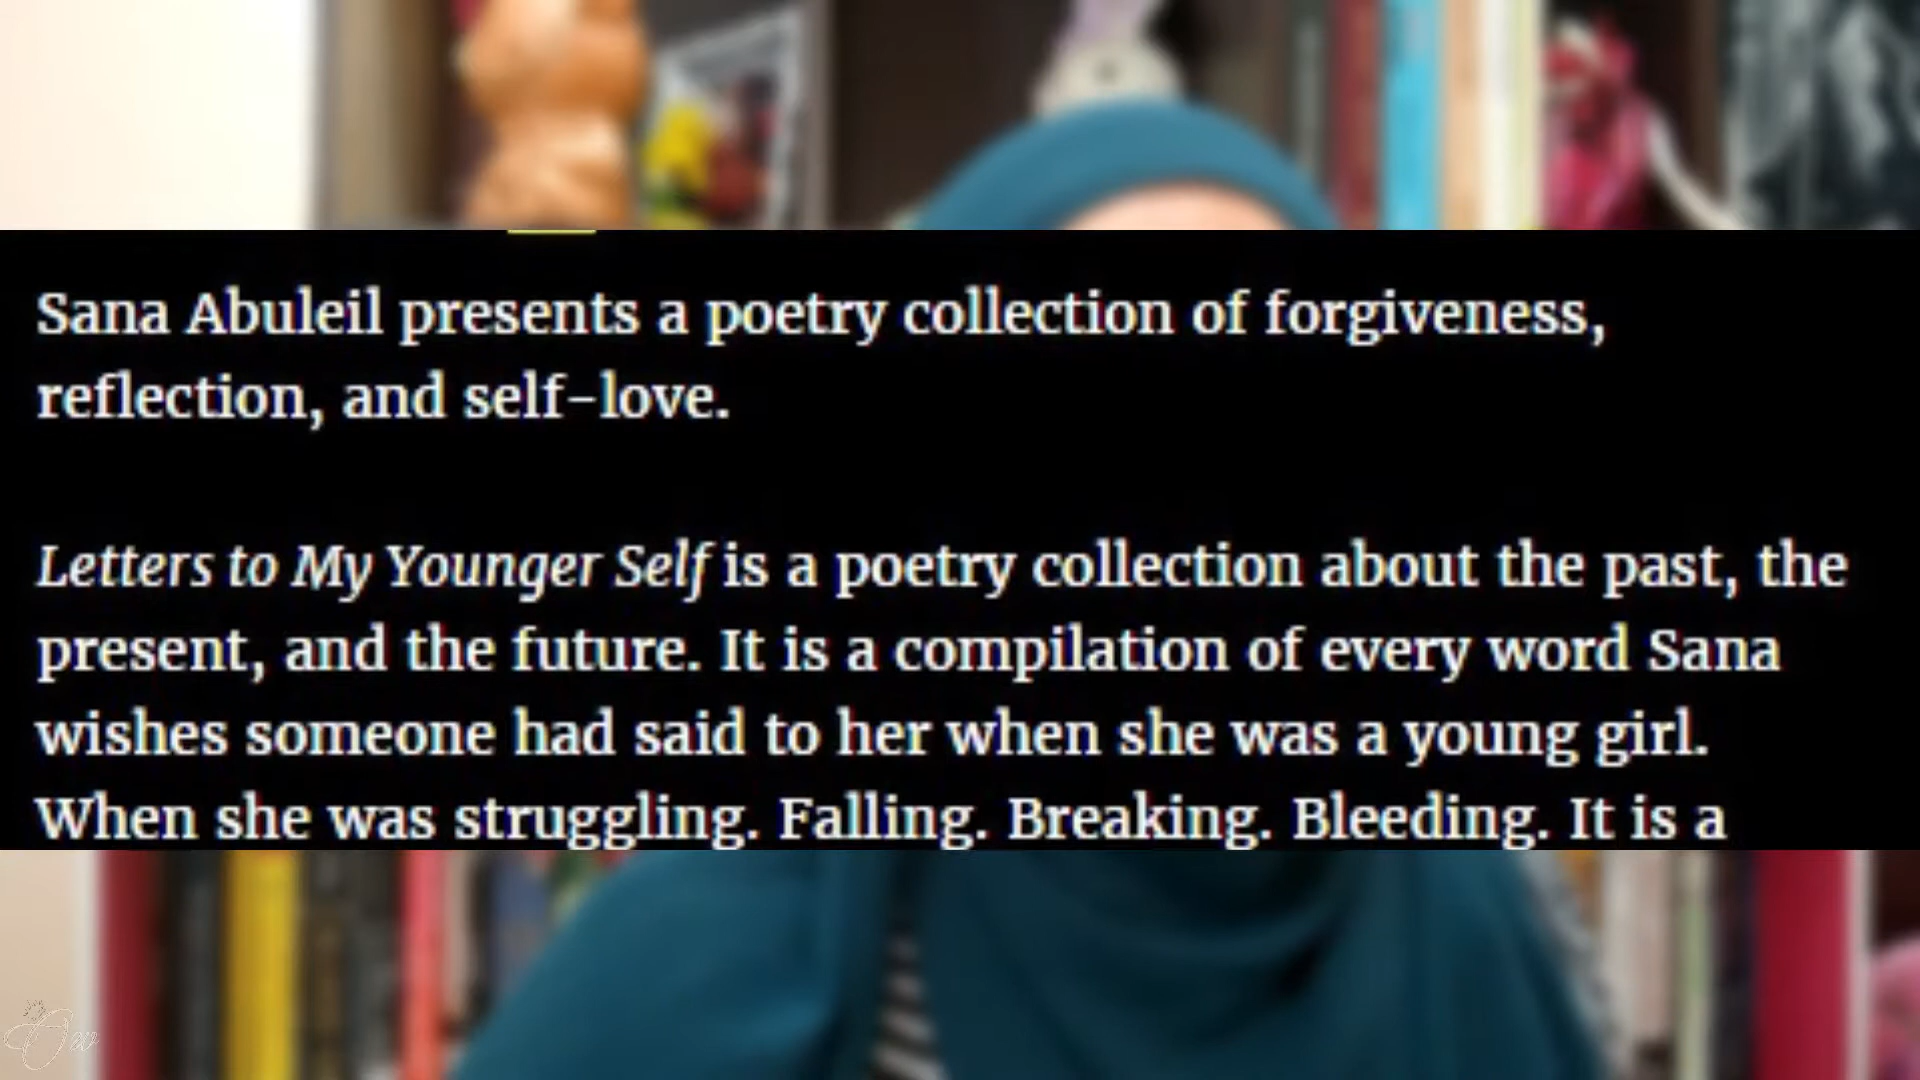 Sana Abuleil presents a poetry collection of forgiveness,
reflection, and self-love.
Letters to My Younger Self is a poetry collection about the past, the
present, and the future. It is a compilation of every word Sana
wishes someone had said to her when she was a young girl.
When she was struggling. Falling. Breaking. Bleeding. It is a